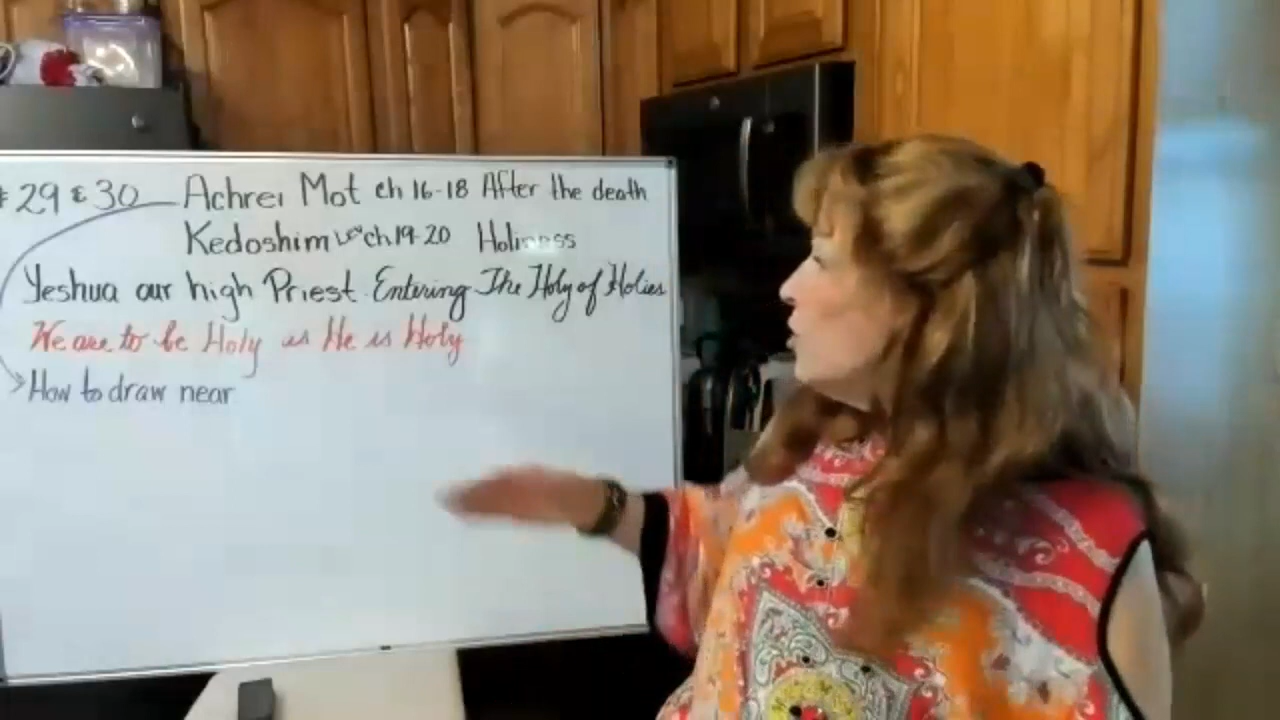 # 29 & 30 Achrei Mot ch 16-18 After the death
Kedoshim Lev ch 19-20 Holiness
Yeshua our high Priest. Entering The Holy of Holies
We are to be Holy as He is Holy
How to draw near